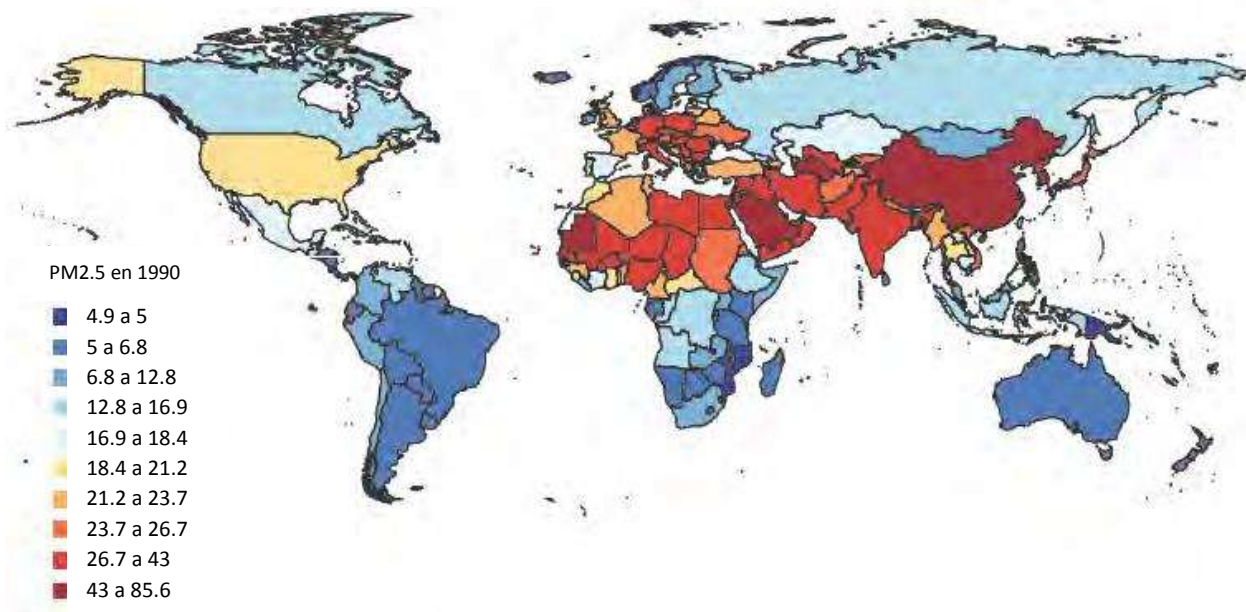 PM2.5 en 1990
4.9 a 5
5 a 6.8
6.8 a 12.8
12.8 a 16.9
16.9 a 18.4
18.4 a 21.2
21.2 a 23.7
23.7 a 26.7
26.7 a 43
43 a 85.6